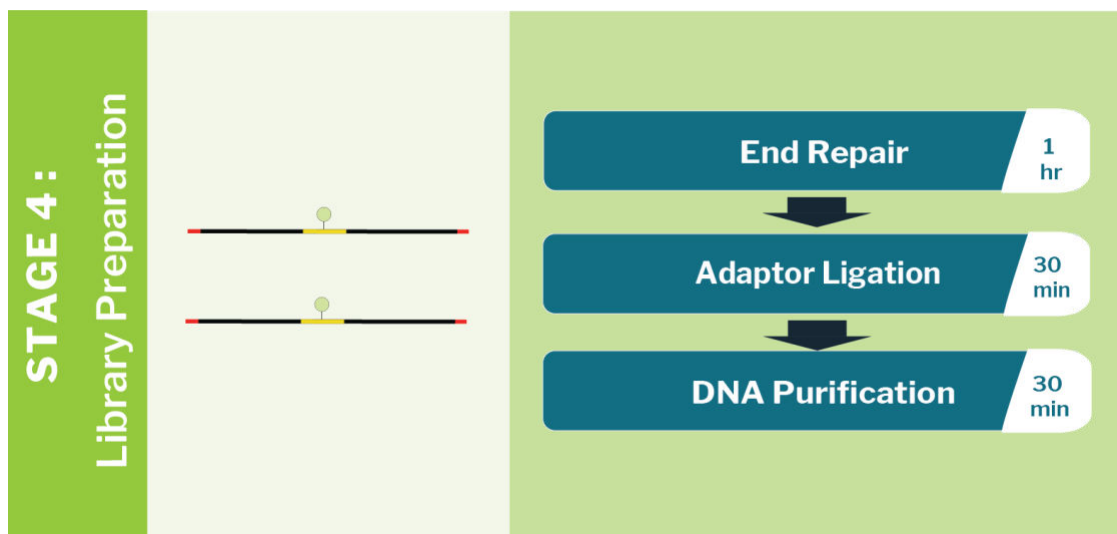 STAGE 4:
Library Preparation
End Repair
1
hr
Adaptor Ligation
30
min
DNA Purification
30
min